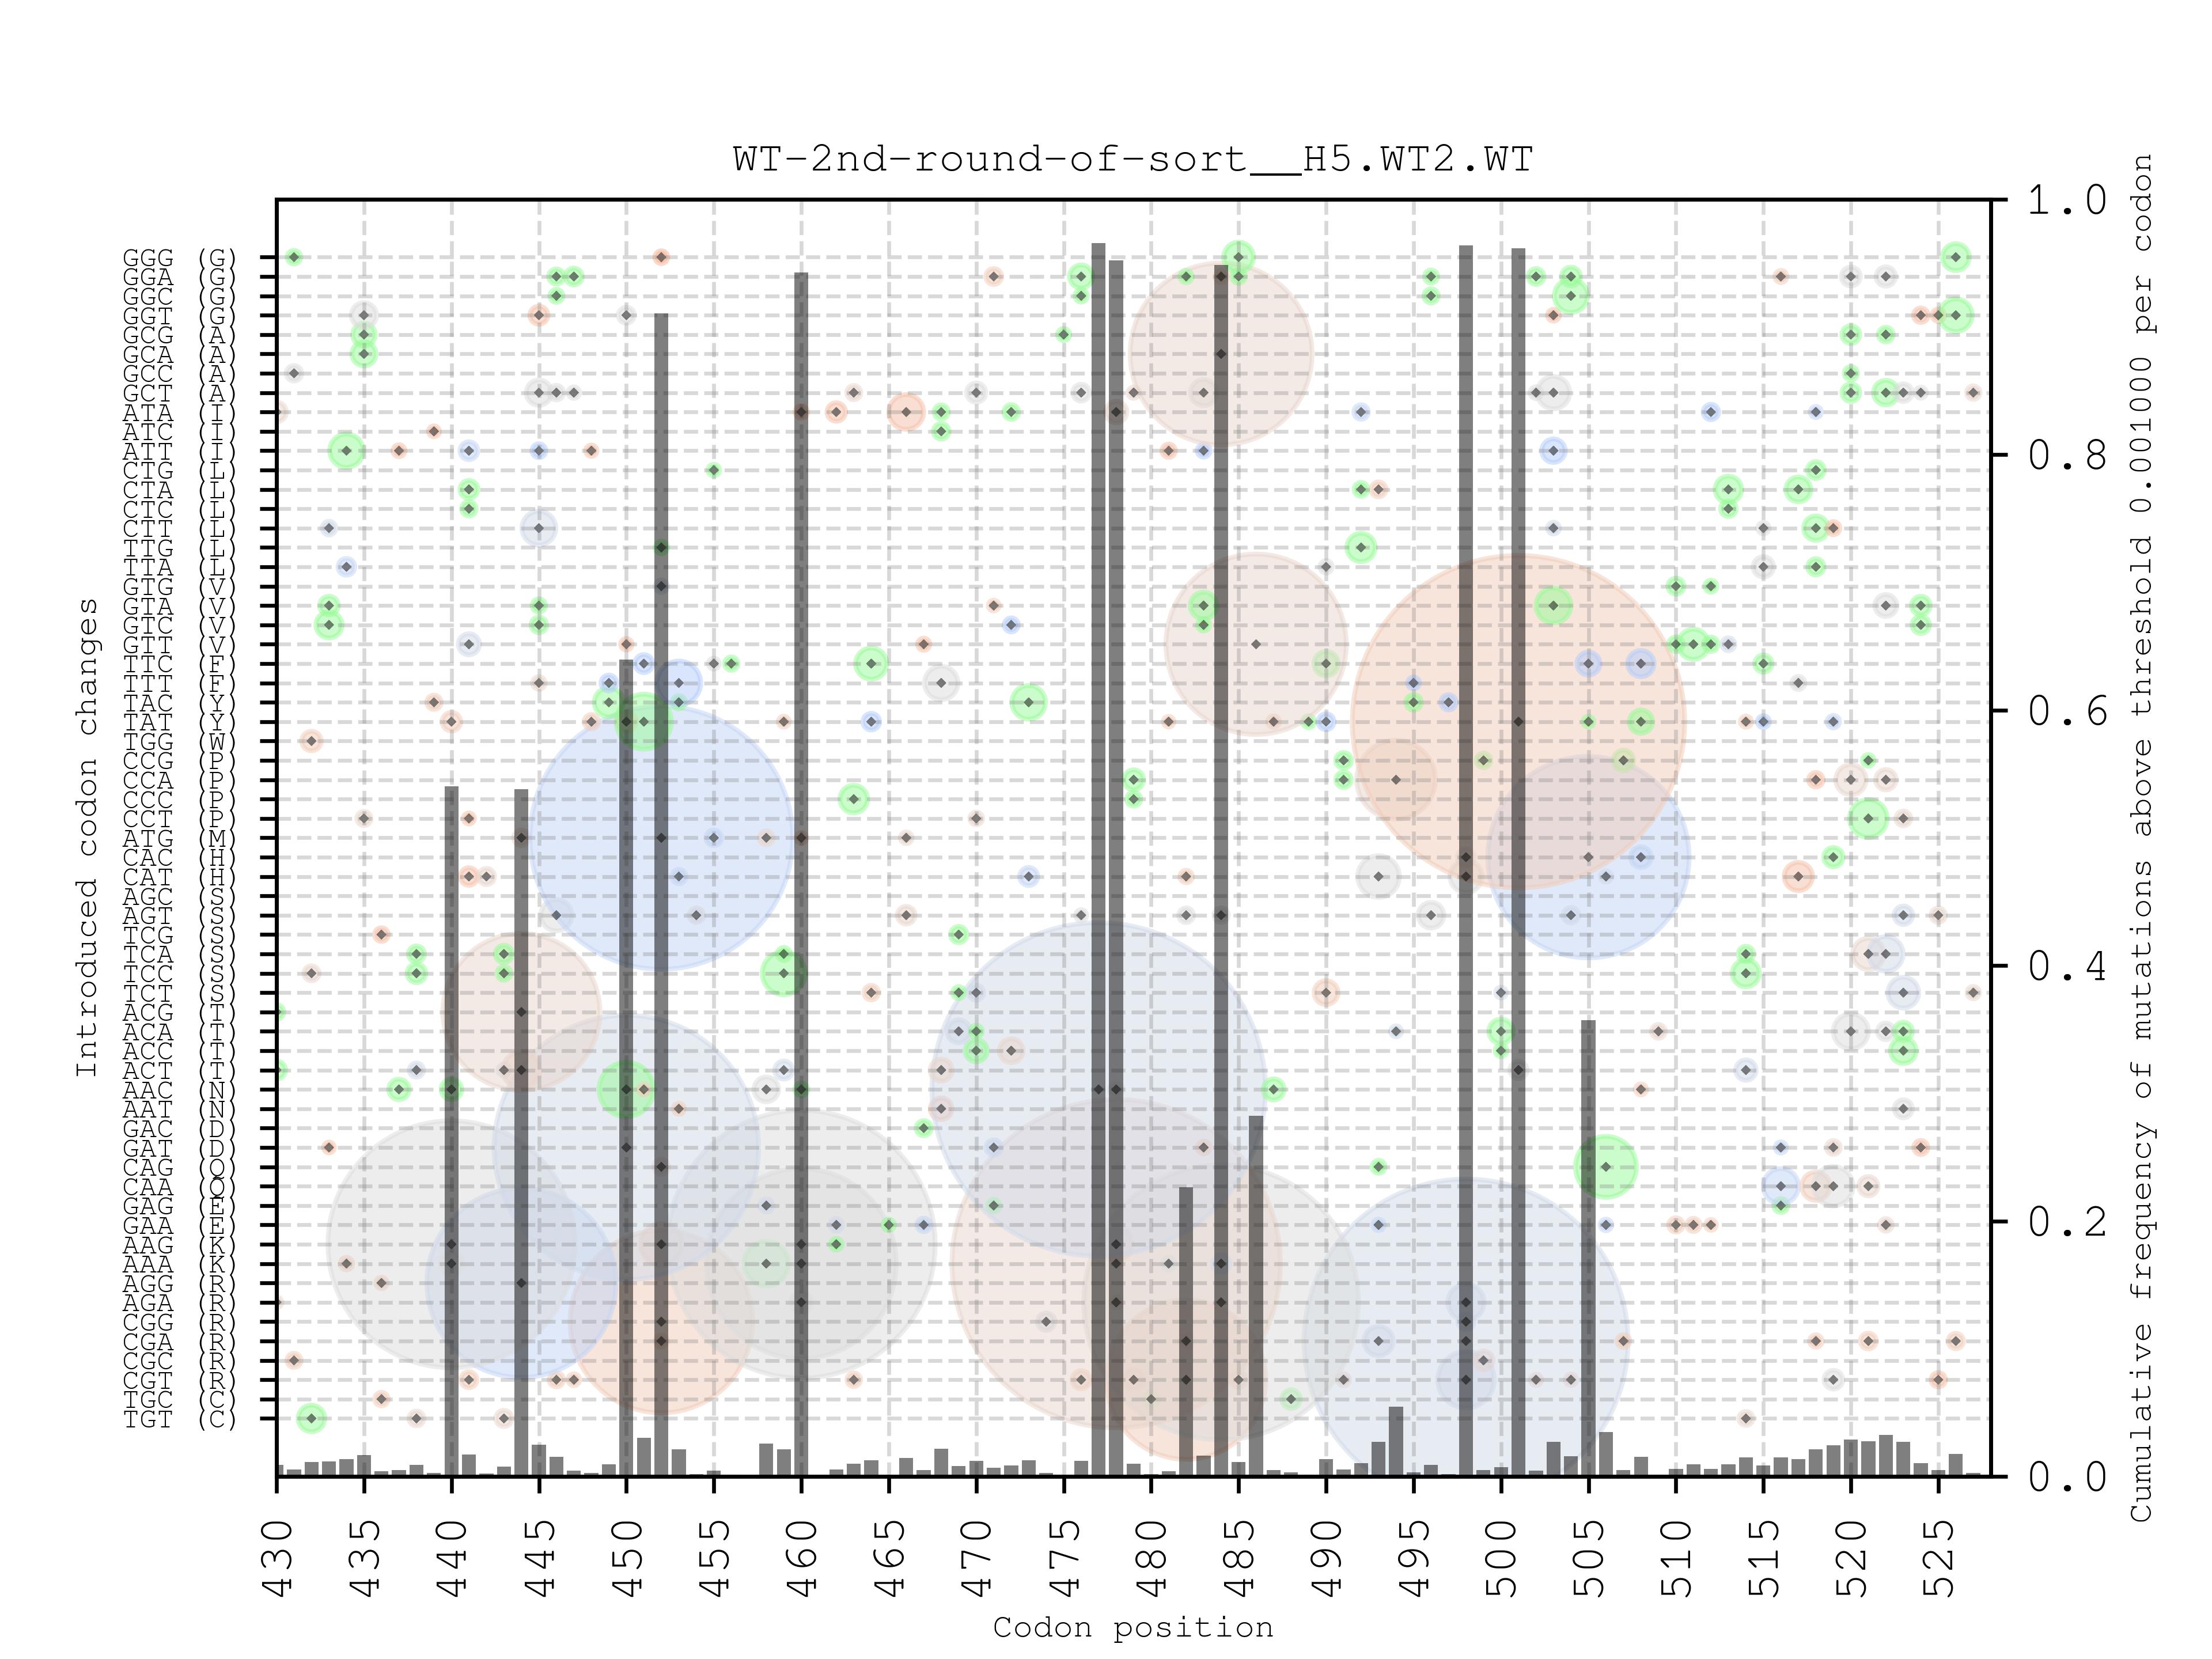 WT-2nd-round-of-sort__H5.WT2.WT
Introduced codon changes
GGG (G)
GGA (G)
GGC (G)
GGT (G)
GCG (A)
GCA (A)
GCC (A)
GCT (A)
ATA (I)
ATC (I)
ATT (I)
CTG (L)
CTA (L)
CTC (L)
CTT (L)
TTG (L)
TTA (L)
GTG (V)
GTA (V)
GTC (V)
GTT (V)
TTC (F)
TTT (F)
TAC (Y)
TAT (Y)
TGG (W)
CCG (P)
CCA (P)
CCC (P)
CCT (P)
ATG (M)
CAC (H)
CAT (H)
AGC (S)
AGT (S)
TCG (S)
TCA (S)
TCC (S)
TCT (S)
ACG (T)
ACA (T)
ACC (T)
ACT (T)
AAC (N)
AAT (N)
GAC (D)
GAT (D)
CAG (Q)
CAA (Q)
GAG (E)
GAA (E)
AAG (K)
AAA (K)
AGG (R)
AGA (R)
CGG (R)
CGA (R)
CGC (R)
CGT (R)
TGC (C)
TGT (C)
1.0
0.8
0.6
0.4
0.2
0.0
Cumulative frequency of mutations above threshold 0.001000 per codon
430 435 440 445 450 455 460 465 470 475 480 485 490 495 500 505 510 515 520 525
Codon position